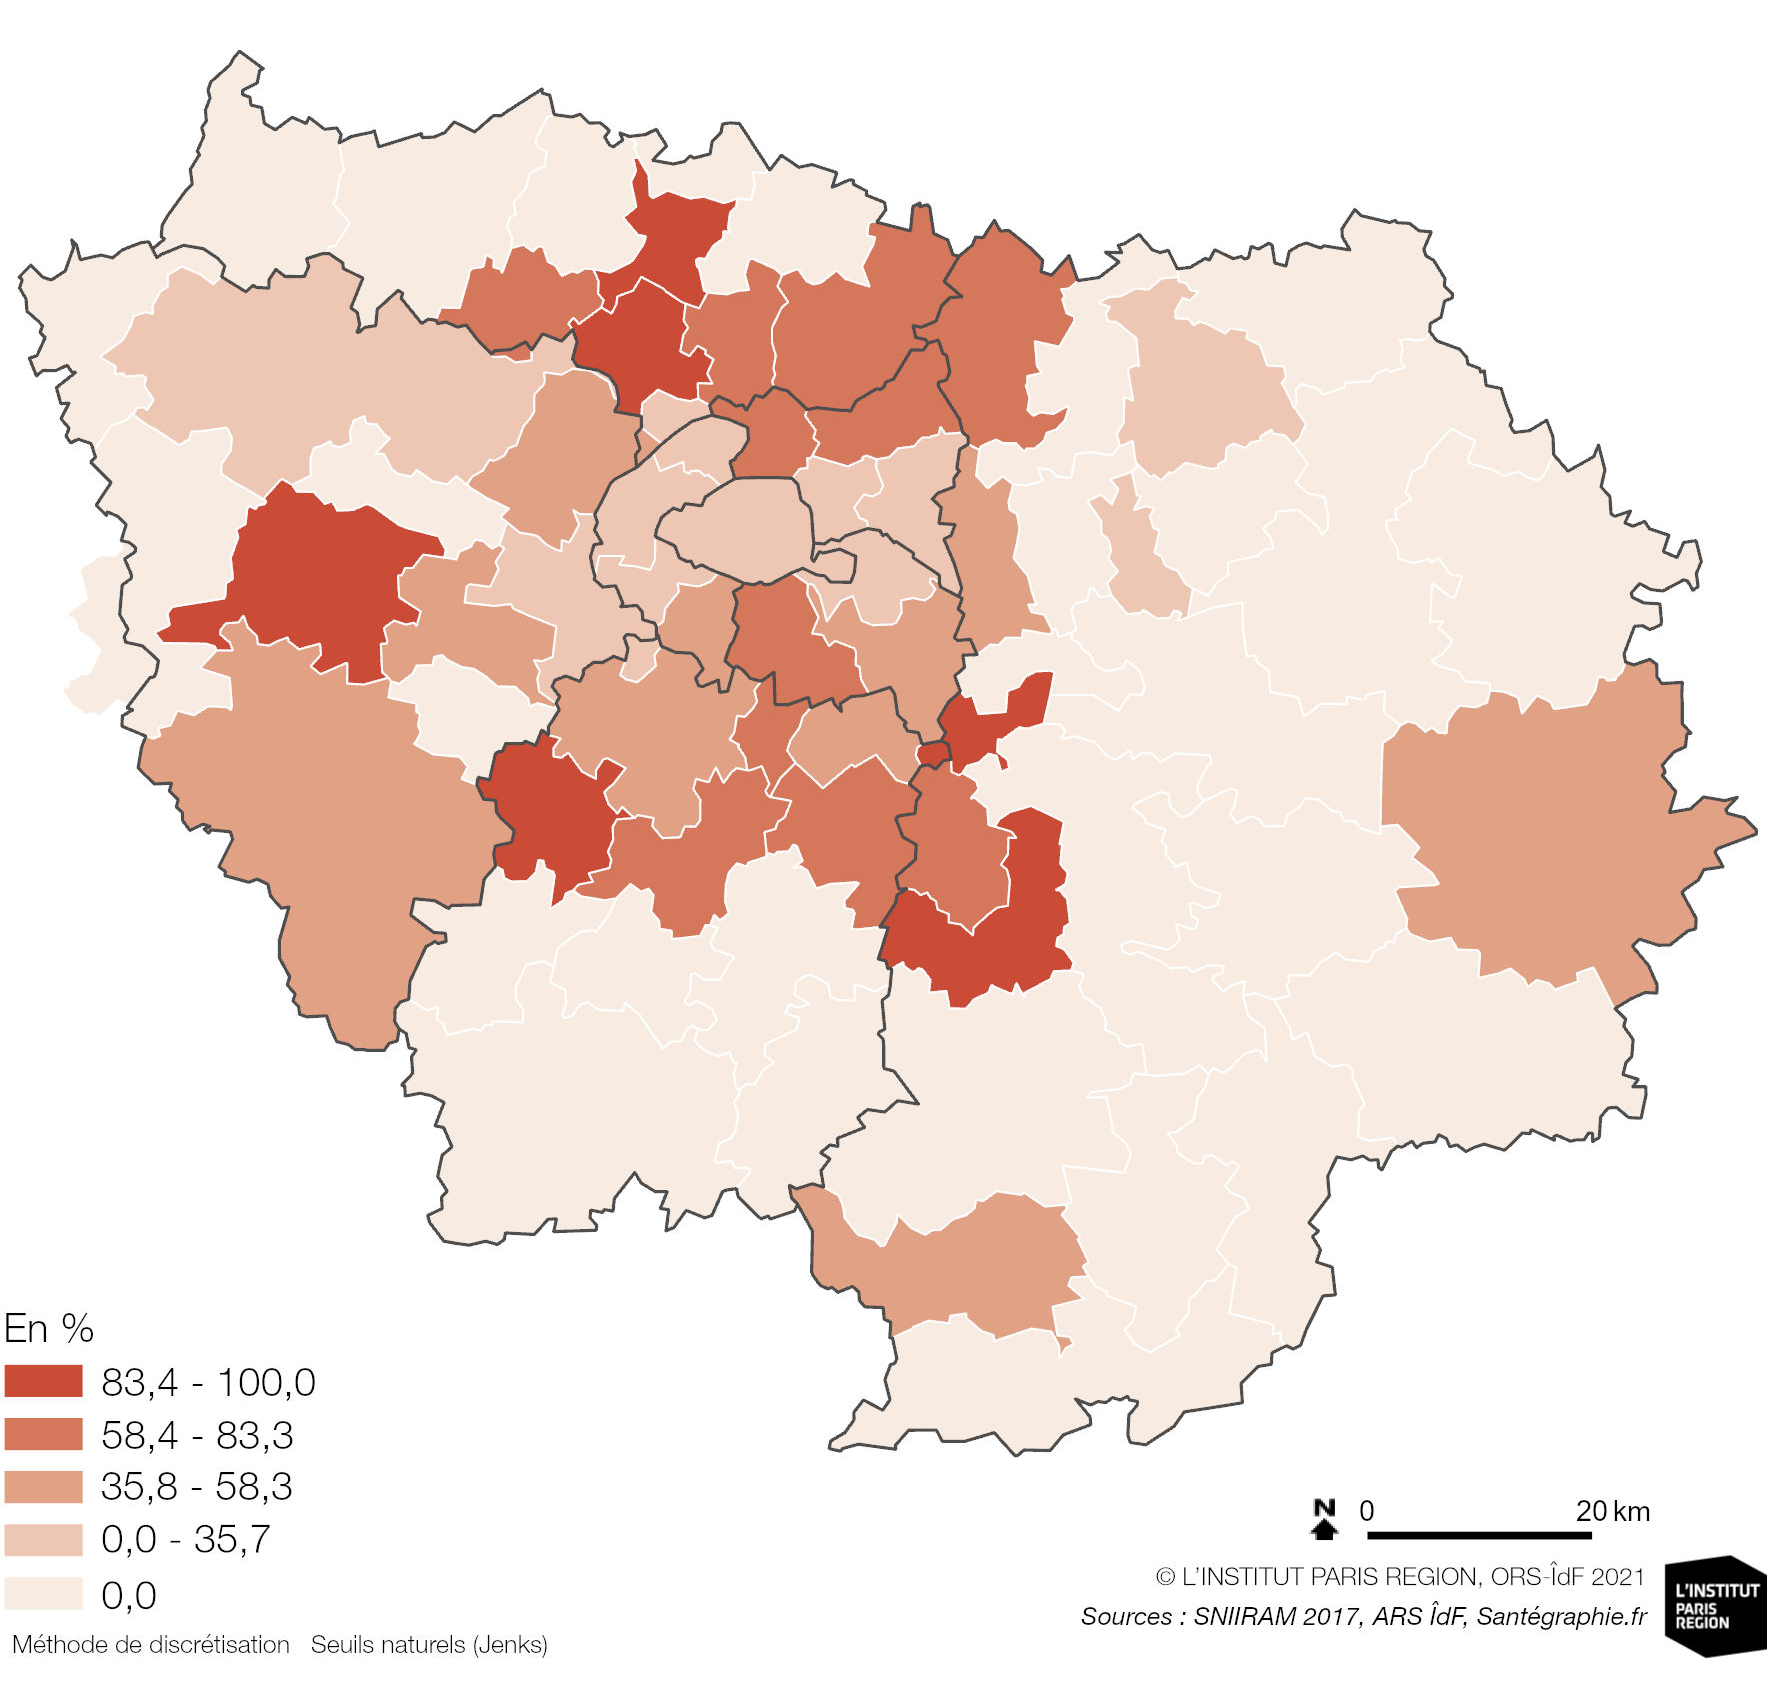 En %
83,4 - 100,0
58,4 - 83,3
35,8 - 58,3
0,0 - 35,7
0,0
Méthode de discrétisation Seuils naturels (Jenks)
N 0 20 km
© L'INSTITUT PARIS REGION, ORS-ÎdF 2021
Sources : SNIIRAM 2017, ARS ÎdF, Santégraphie.fr
L'INSTITUT
PARIS
REGION